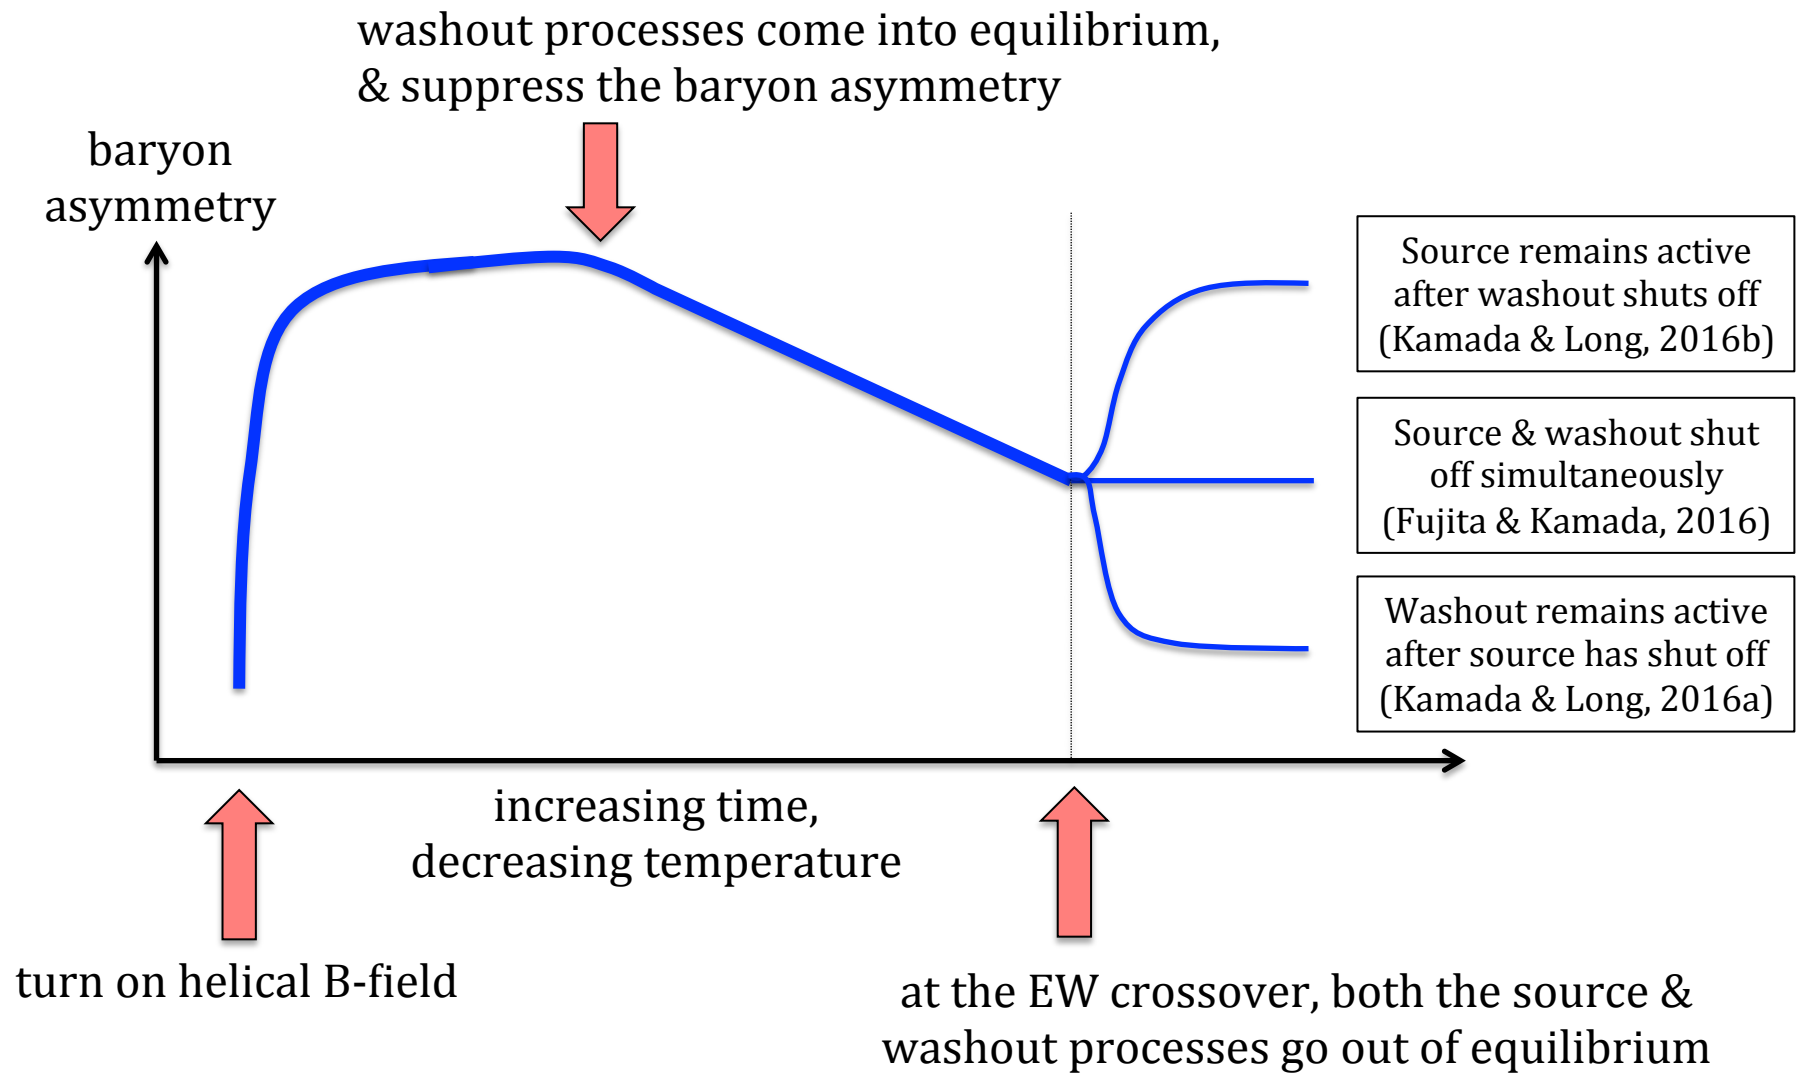 washout processes come into equilibrium,
& suppress the baryon asymmetry
baryon
asymmetry
Source remains active
after washout shuts off
(Kamada & Long, 2016b)
Source & washout shut
off simultaneously
(Fujita & Kamada, 2016)
Washout remains active
after source has shut off
(Kamada & Long, 2016a)
increasing time,
decreasing temperature
turn on helical B-field
at the EW crossover, both the source &
washout processes go out of equilibrium